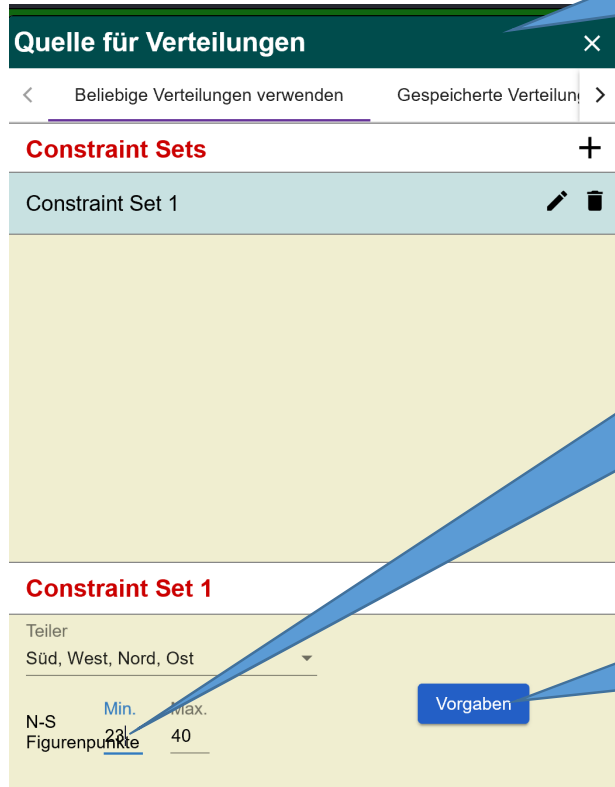 Quelle für Verteilungen
Beliebige Verteilungen verwenden Gespeicherte Verteilun
Constraint Sets
Constraint Set 1
Constraint Set 1
Teiler
Süd, West, Nord, Ost
Min. Max.
N-S
Figurenpunkte
23 40
Vorgaben